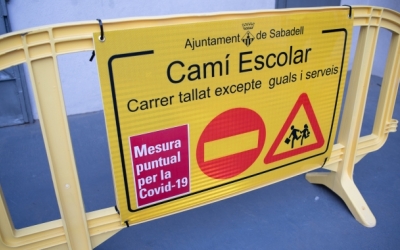 Ajuntament de Sabadell
Camí Escolar
Carrer tallat excepte guals i serveis
Mesura
puntual
per la
Covid-19